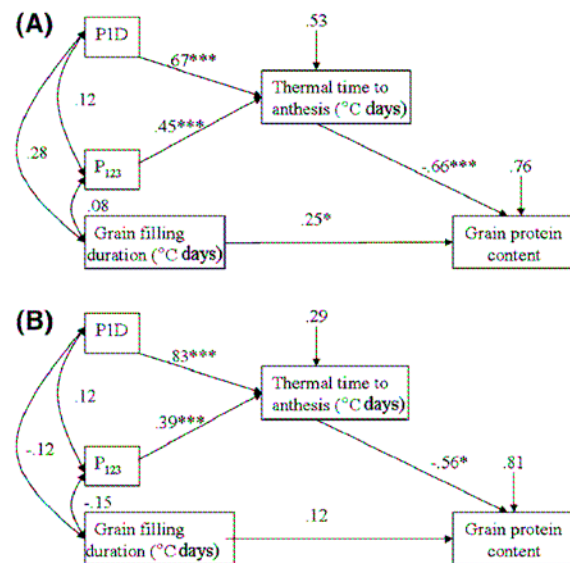 (A)
P1D
.53
.67***
Thermal time to
anthesis (°C days)
.12
.45***
.28
P123
-.66***
.76
.08
Grain filling
duration (°C days)
.25*
Grain protein
content
(B)
P1D
.29
.83***
Thermal time to
anthesis (°C days)
.12
.39***
-.12
P123
-.56*
.81
-.15
Grain filling
duration (°C days)
.12
Grain protein
content